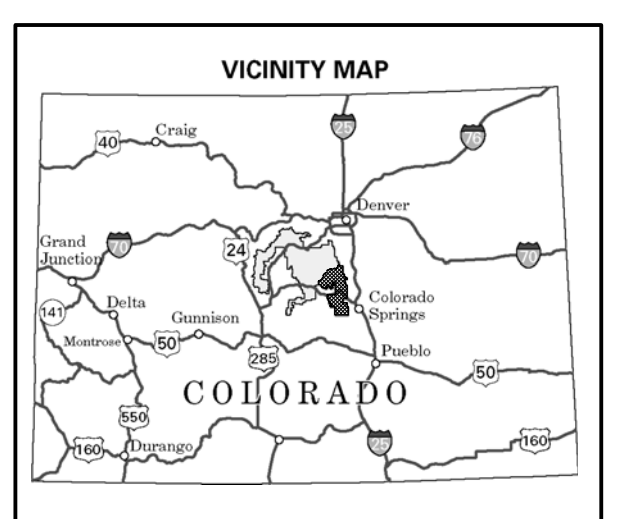 VICINITY MAP
Craig
40
25
76
Denver
24
Grand
Junction
70
70
141
Delta
Gunnison
Colorado
Springs
Montrose
50
285
Pueblo
50
COLORADO
550
160
Durango
25
160